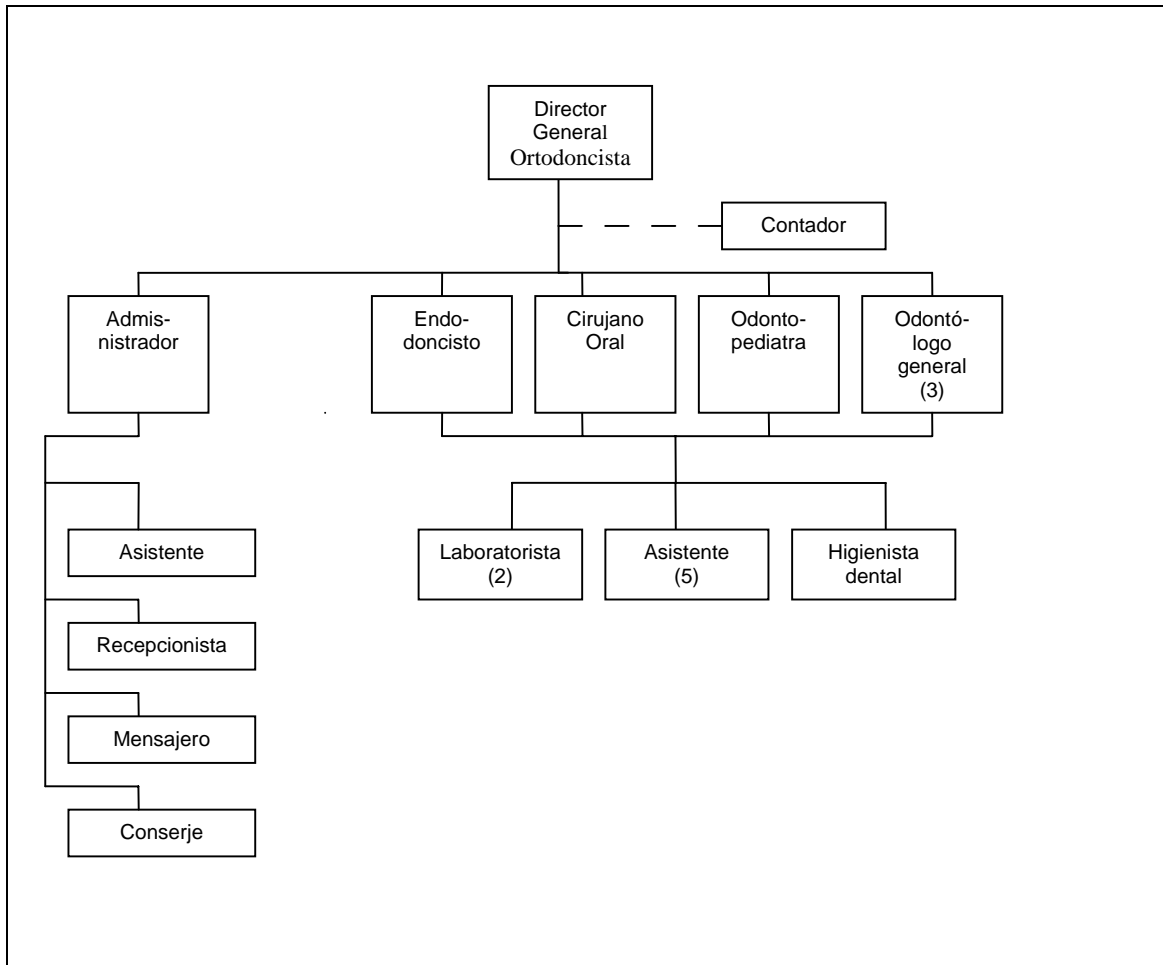 Director
General
Ortodoncista
Contador
Admis-
nistrador
Endo-
doncisto
Cirujano
Oral
Odonto-
pediatra
Odontó-
logo
general
(3)
Asistente
Recepcionista
Mensajero
Conserje
Laboratorista
(2)
Asistente
(5)
Higienista
dental